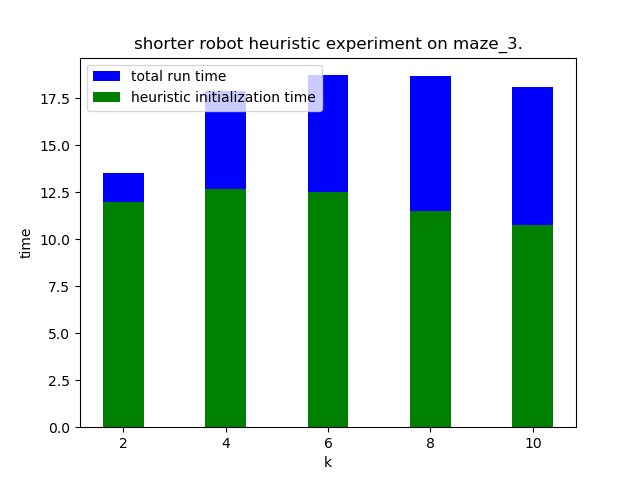 shorter robot heuristic experiment on maze_3.
total run time
heuristic initialization time
17.5
15.0
12.5
10.0
7.5
5.0
2.5
0.0
time
2 4 6 8 10
k